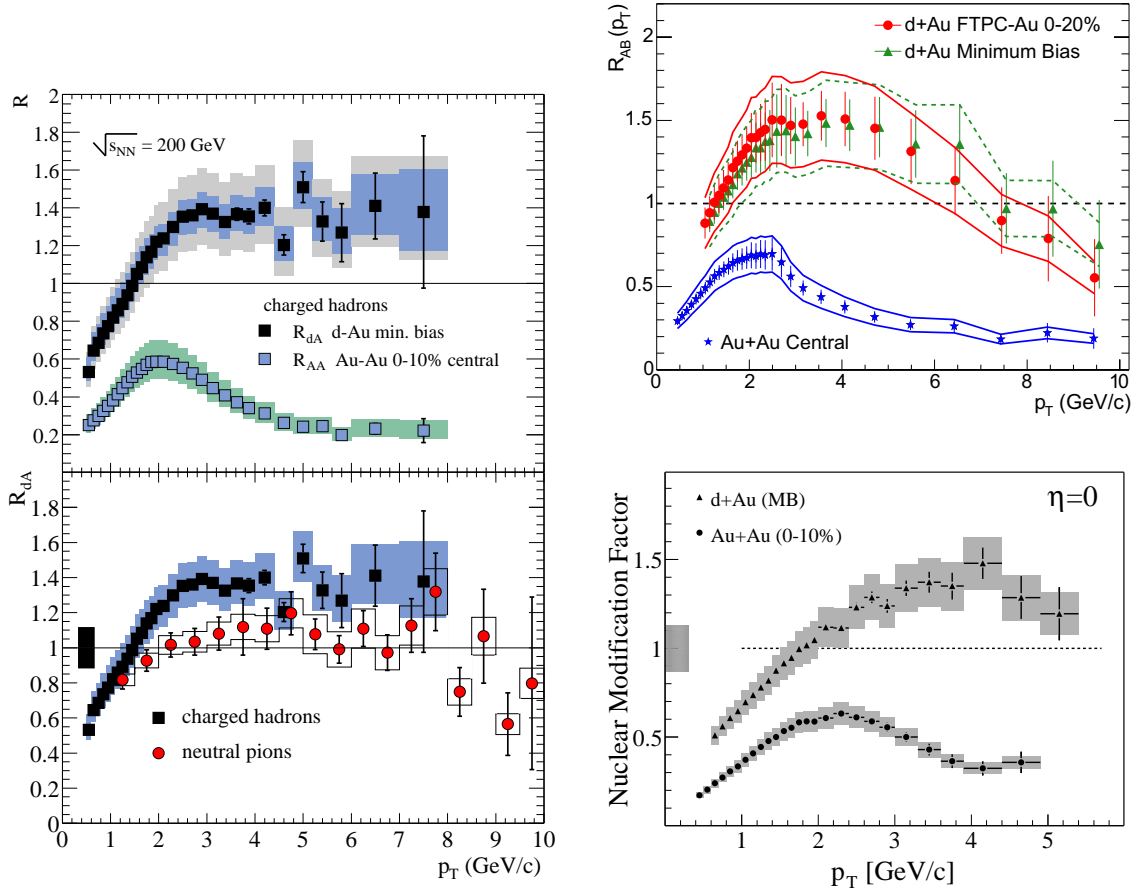 R
2
1.8
1.6
1.4
1.2
1
0.8
0.6
0.4
0.2
√s_NN = 200 GeV
charged hadrons
R_dA d-Au min. bias
R_AA Au-Au 0-10% central
R_dA
1.8
1.6
1.4
1.2
1
0.8
0.6
0.4
0.2
0
charged hadrons
neutral pions
0 1 2 3 4 5 6 7 8 9 10
p_T (GeV/c)
R_AB(p_T)
2
1.5
1
0.5
0
d+Au FTPC-Au 0-20%
d+Au Minimum Bias
Au+Au Central
0 2 4 6 8 10
p_T (GeV/c)
Nuclear Modification Factor
1.5
1
0.5
d+Au (MB)
Au+Au (0-10%)
η=0
1 2 3 4 5
p_T [GeV/c]